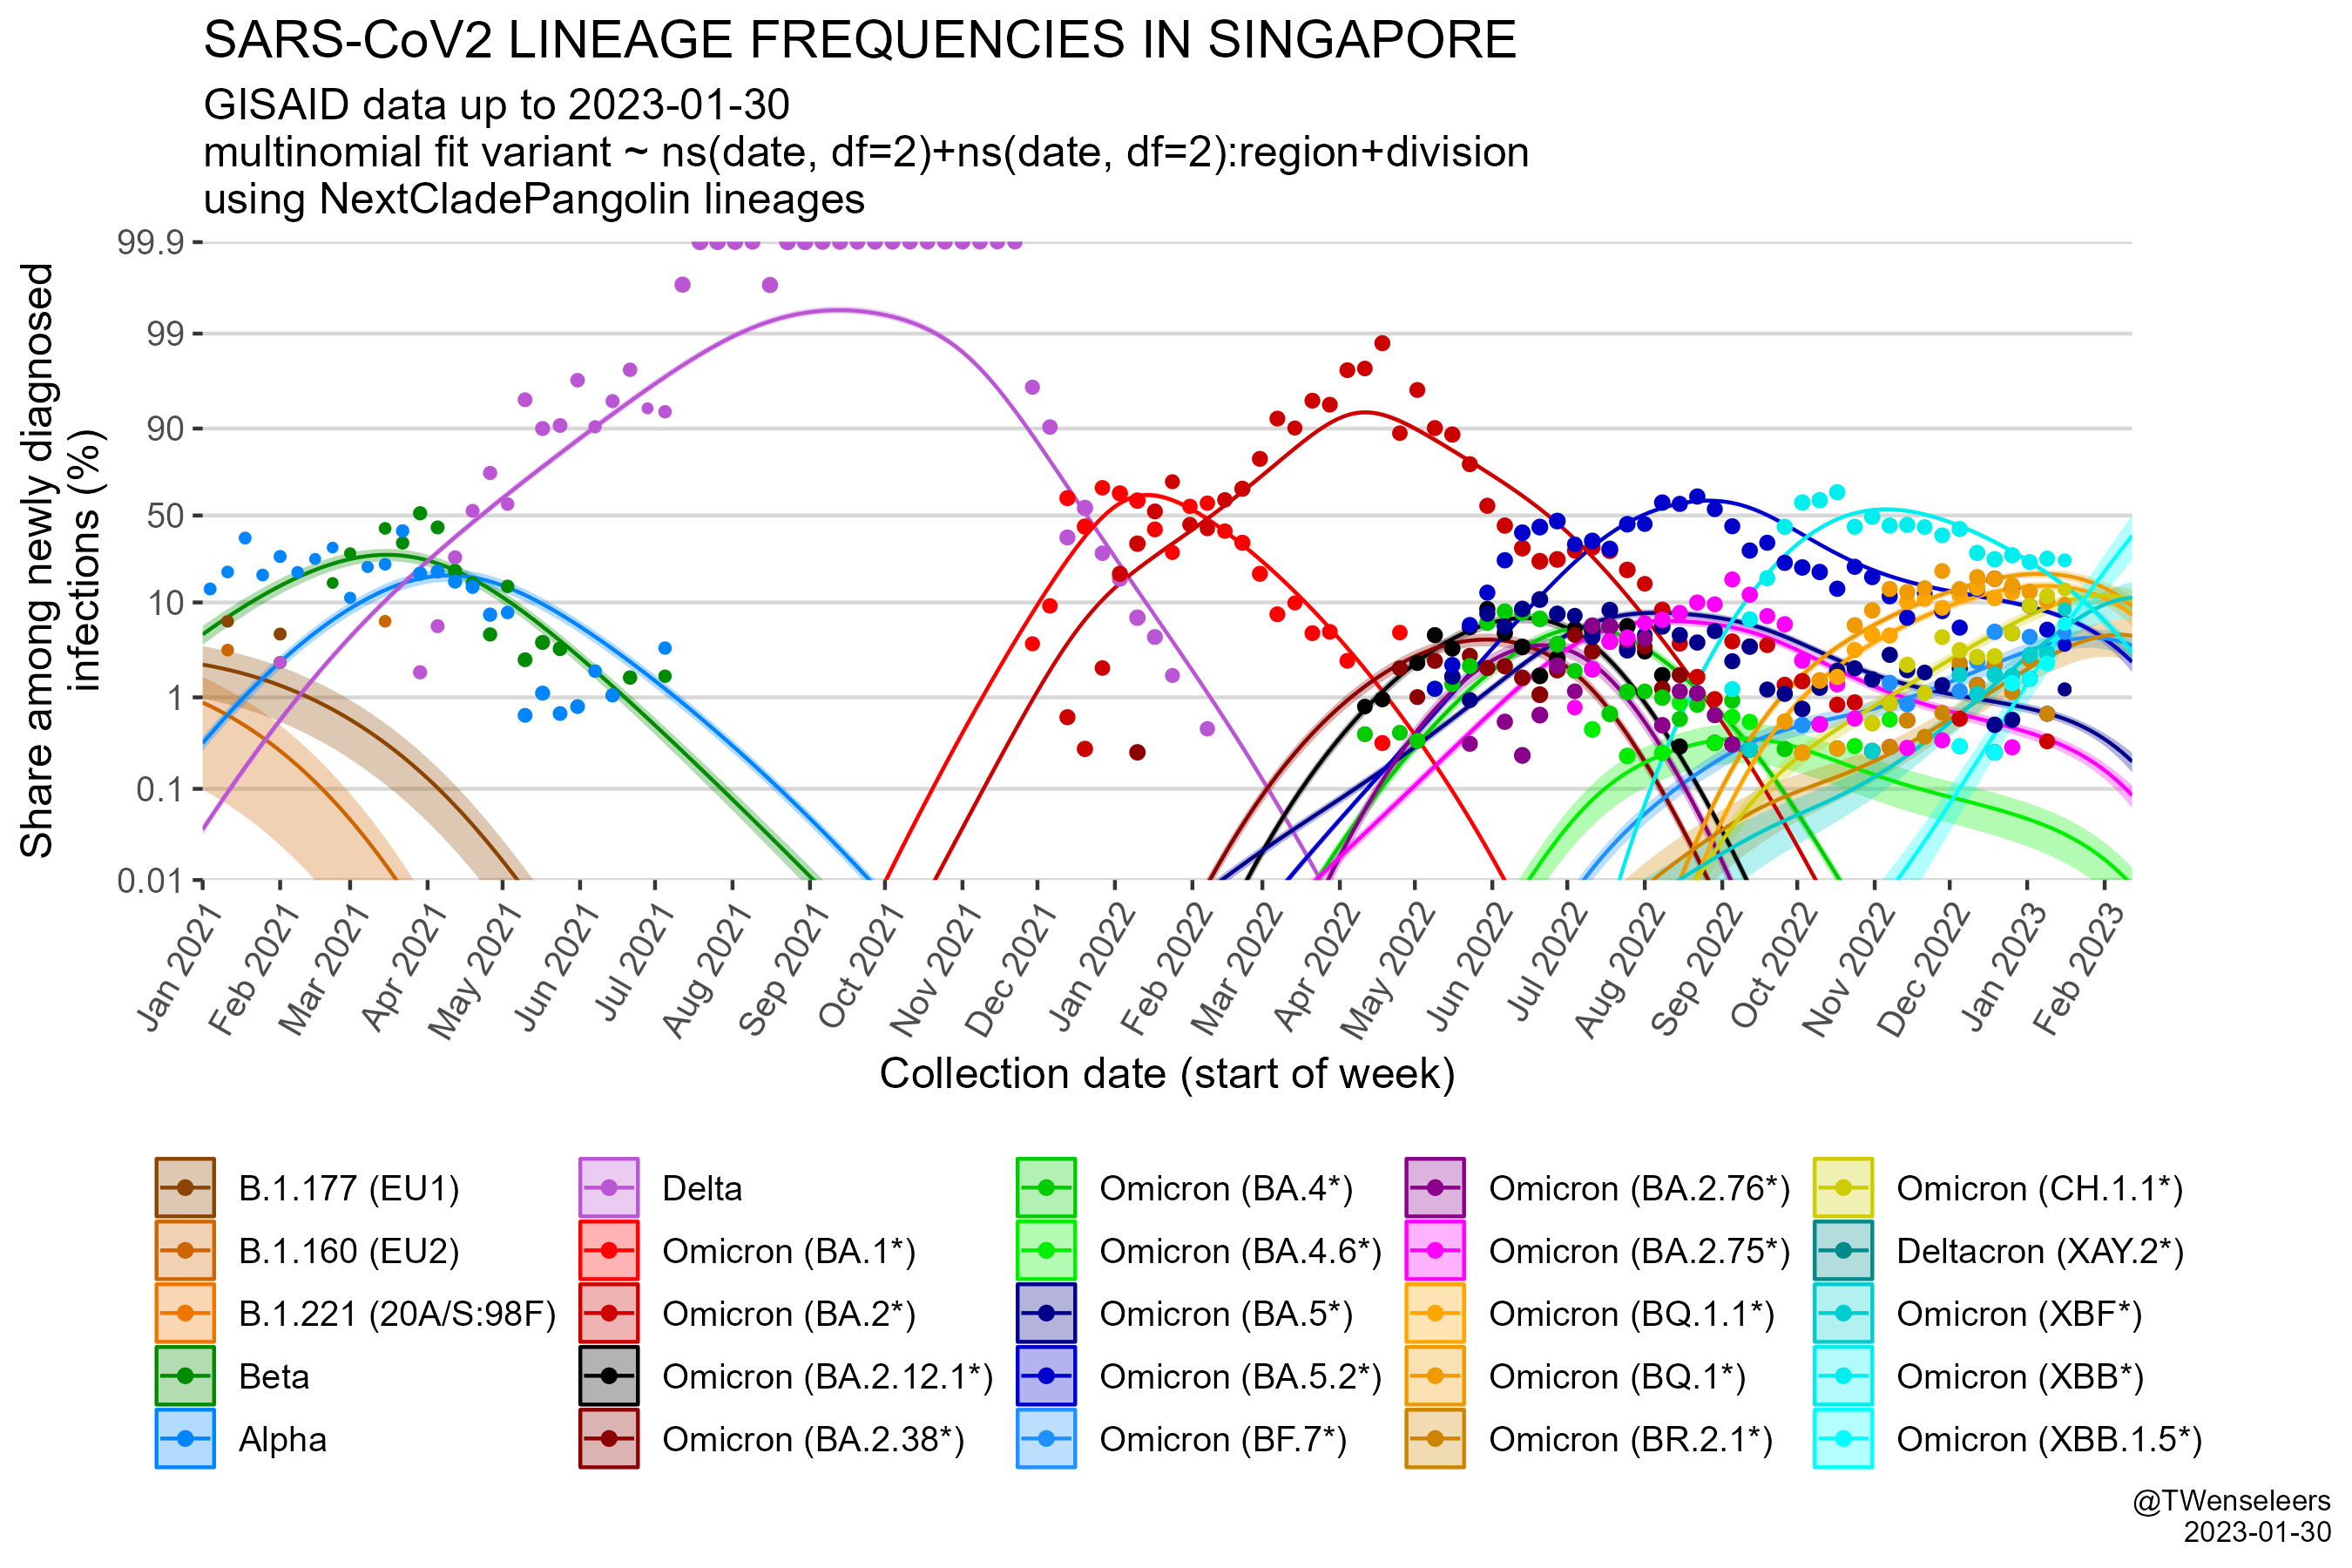 SARS-CoV2 LINEAGE FREQUENCIES IN SINGAPORE
GISAID data up to 2023-01-30
multinomial fit variant ~ ns(date, df=2)+ns(date, df=2):region+division
using NextCladePangolin lineages
Share among newly diagnosed
infections (%)
99.9
99
90
50
10
1
0.1
0.01
Jan 2021
Feb 2021
Mar 2021
Apr 2021
May 2021
Jun 2021
Jul 2021
Aug 2021
Sep 2021
Oct 2021
Nov 2021
Dec 2021
Jan 2022
Feb 2022
Mar 2022
Apr 2022
May 2022
Jun 2022
Jul 2022
Aug 2022
Sep 2022
Oct 2022
Nov 2022
Dec 2022
Jan 2023
Feb 2023
Collection date (start of week)
B.1.177 (EU1)
B.1.160 (EU2)
B.1.221 (20A/S:98F)
Beta
Alpha
Delta
Omicron (BA.1*)
Omicron (BA.2*)
Omicron (BA.2.12.1*)
Omicron (BA.2.38*)
Omicron (BA.4*)
Omicron (BA.4.6*)
Omicron (BA.5*)
Omicron (BA.5.2*)
Omicron (BF.7*)
Omicron (BA.2.76*)
Omicron (BA.2.75*)
Omicron (BQ.1.1*)
Omicron (BQ.1*)
Omicron (BR.2.1*)
Omicron (CH.1.1*)
Deltacron (XAY.2*)
Omicron (XBF*)
Omicron (XBB*)
Omicron (XBB.1.5*)
@TWenseleers
2023-01-30